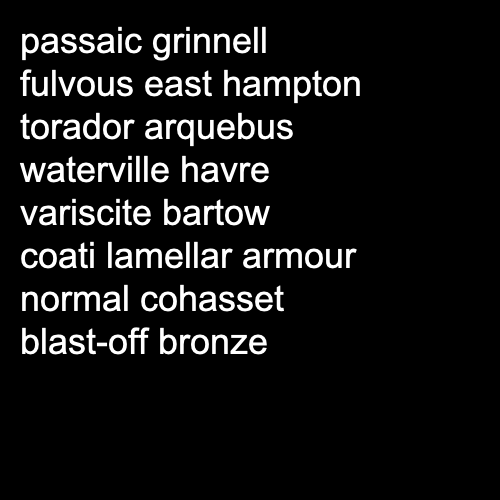 passaic grinnell
fulvous east hampton
torador arquebus
waterville havre
variscite bartow
coati lamellar armour
normal cohasset
blast-off bronze